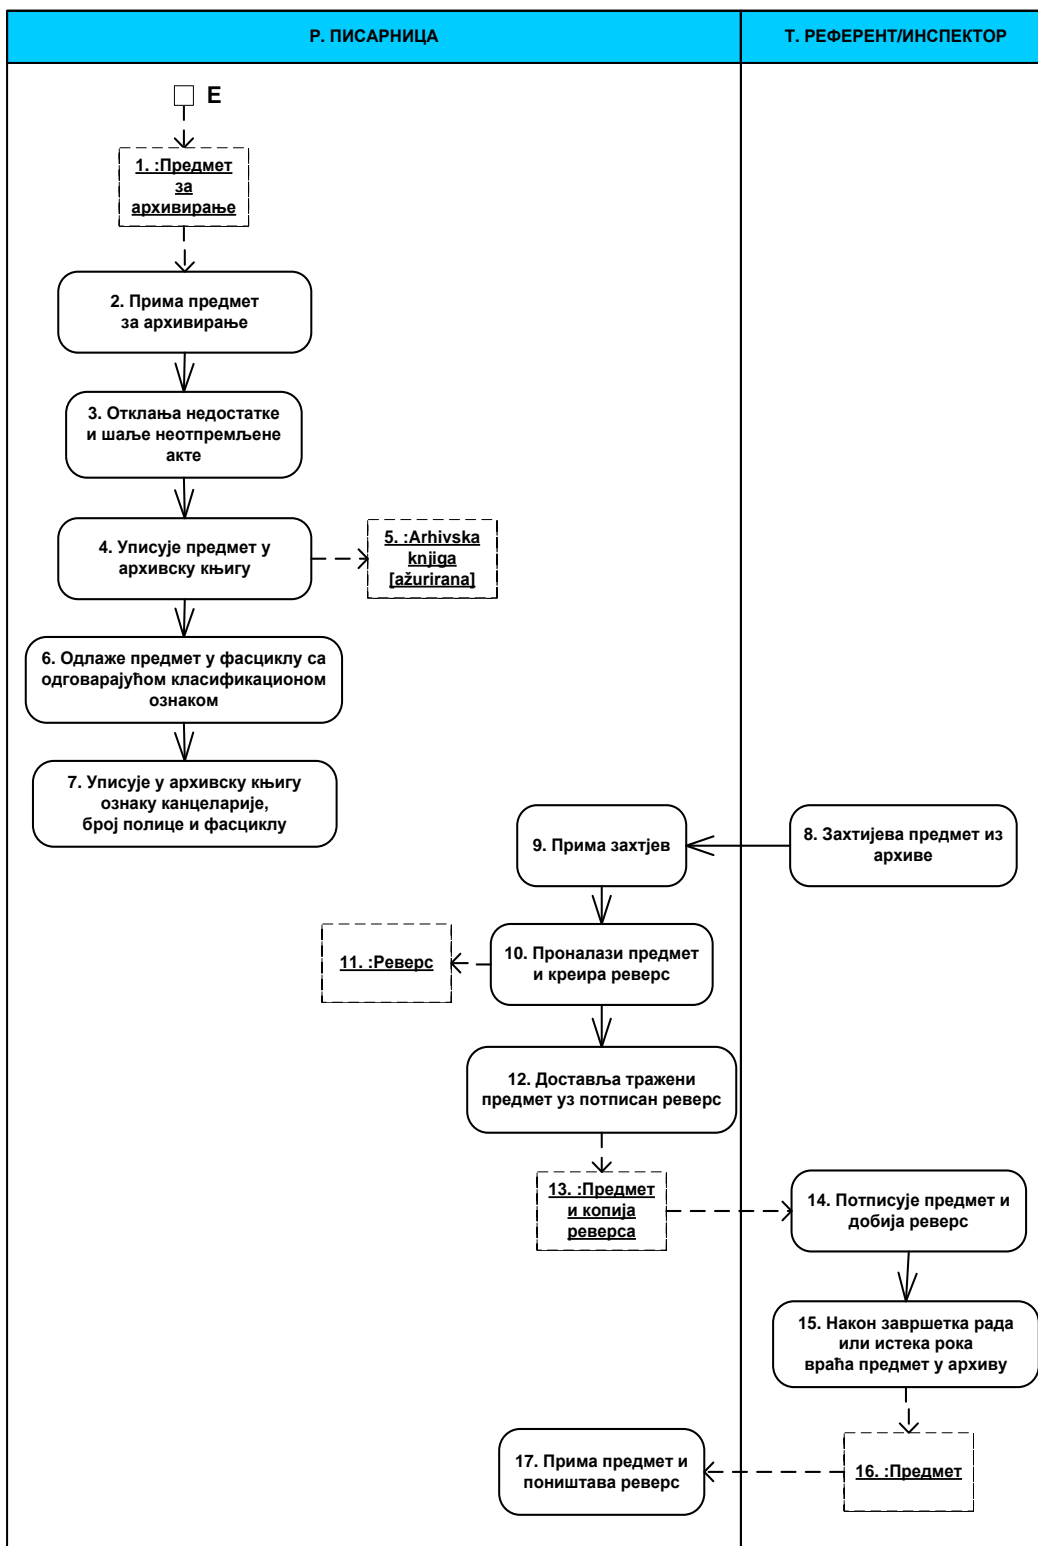 Р. ПИСАРНИЦА
Т. РЕФЕРЕНТ/ИНСПЕКТОР
Е
1. :Предмет
за
архивирање
2. Прима предмет
за архивирање
3. Отклања недостатке
и шаље неотпремљене
акте
4. Уписује предмет у
архивску књигу
5. :Arhivska
knjiga
[ažurirana]
6. Одлаже предмет у фасциклу са
одговарајућом класификационом
ознаком
7. Уписује у архивску књигу
ознаку канцеларије,
број полице и фасциклу
8. Захтијева предмет из
архиве
9. Прима захтјев
10. Проналази предмет
и креира реверс
11. :Реверс
12. Доставља тражени
предмет уз потписан реверс
13. :Предмет
и копија
реверса
14. Потписује предмет и
добија реверс
15. Након завршетка рада
или истека рока
враћа предмет у архиву
16. :Предмет
17. Прима предмет и
поништава реверс